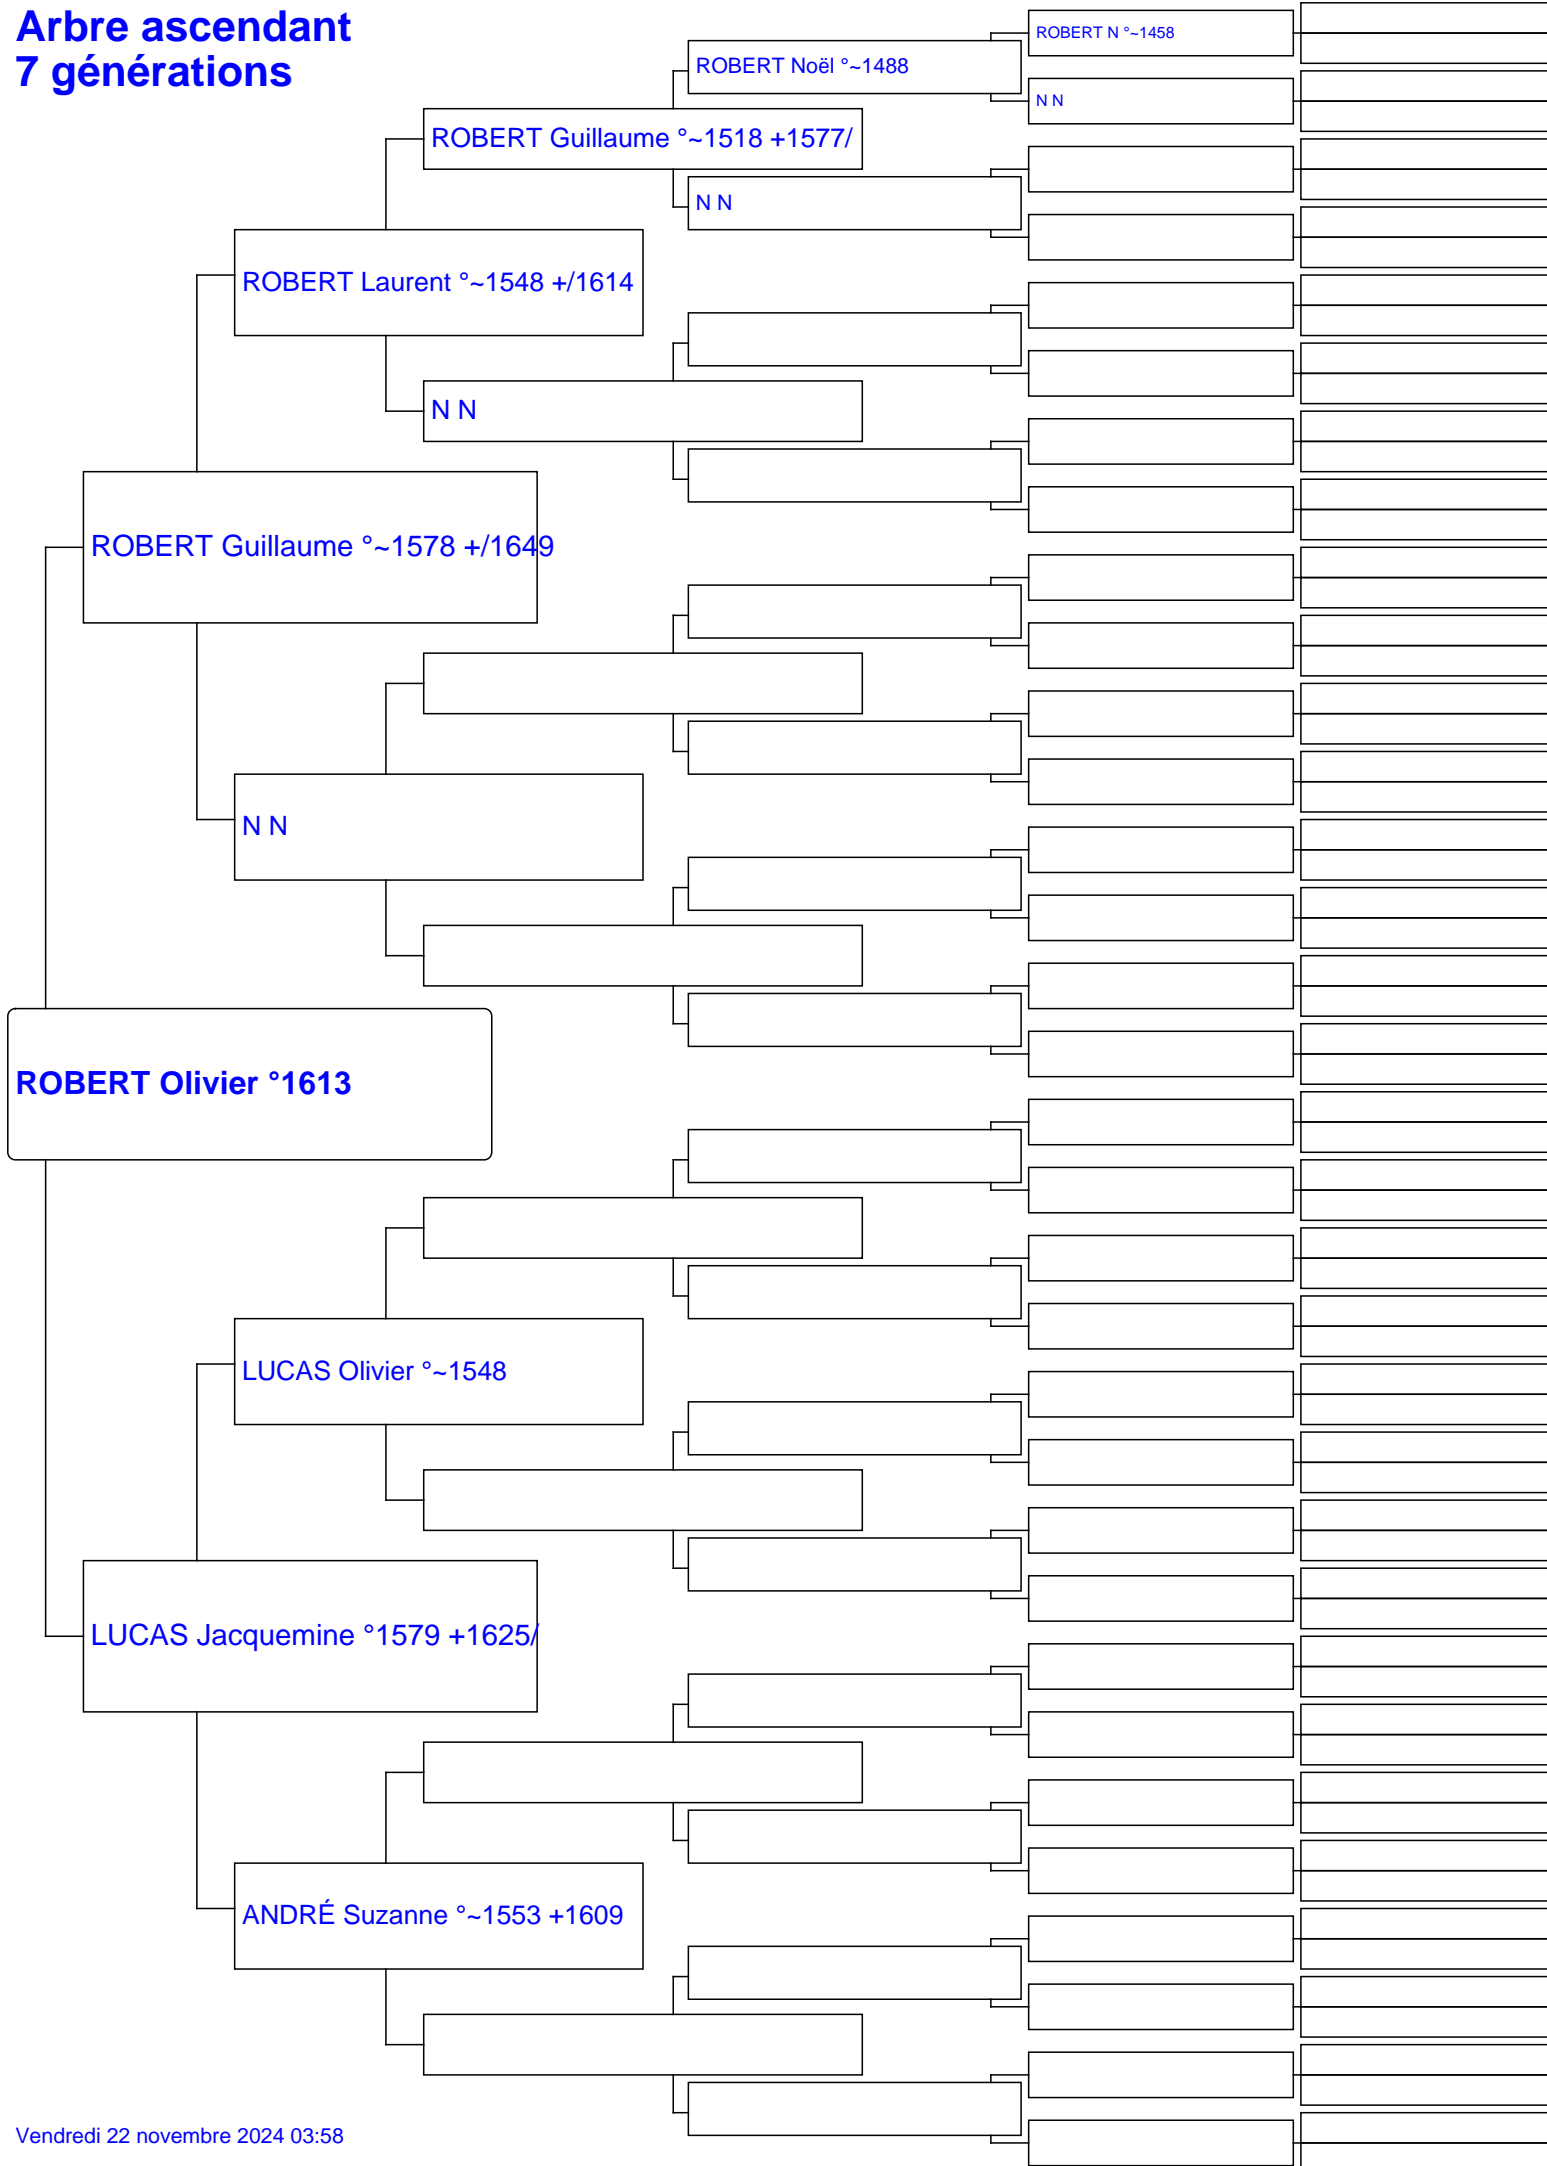 Arbre ascendant
7 générations
ROBERT N °~1458
ROBERT Noël °~1488
N N
ROBERT Guillaume °~1518 +1577/
N N
ROBERT Laurent °~1548 +/1614
N N
ROBERT Guillaume °~1578 +/1649
N N
ROBERT Olivier °1613
LUCAS Olivier °~1548
LUCAS Jacquemine °1579 +1625/
ANDRÉ Suzanne °~1553 +1609
Vendredi 22 novembre 2024 03:58